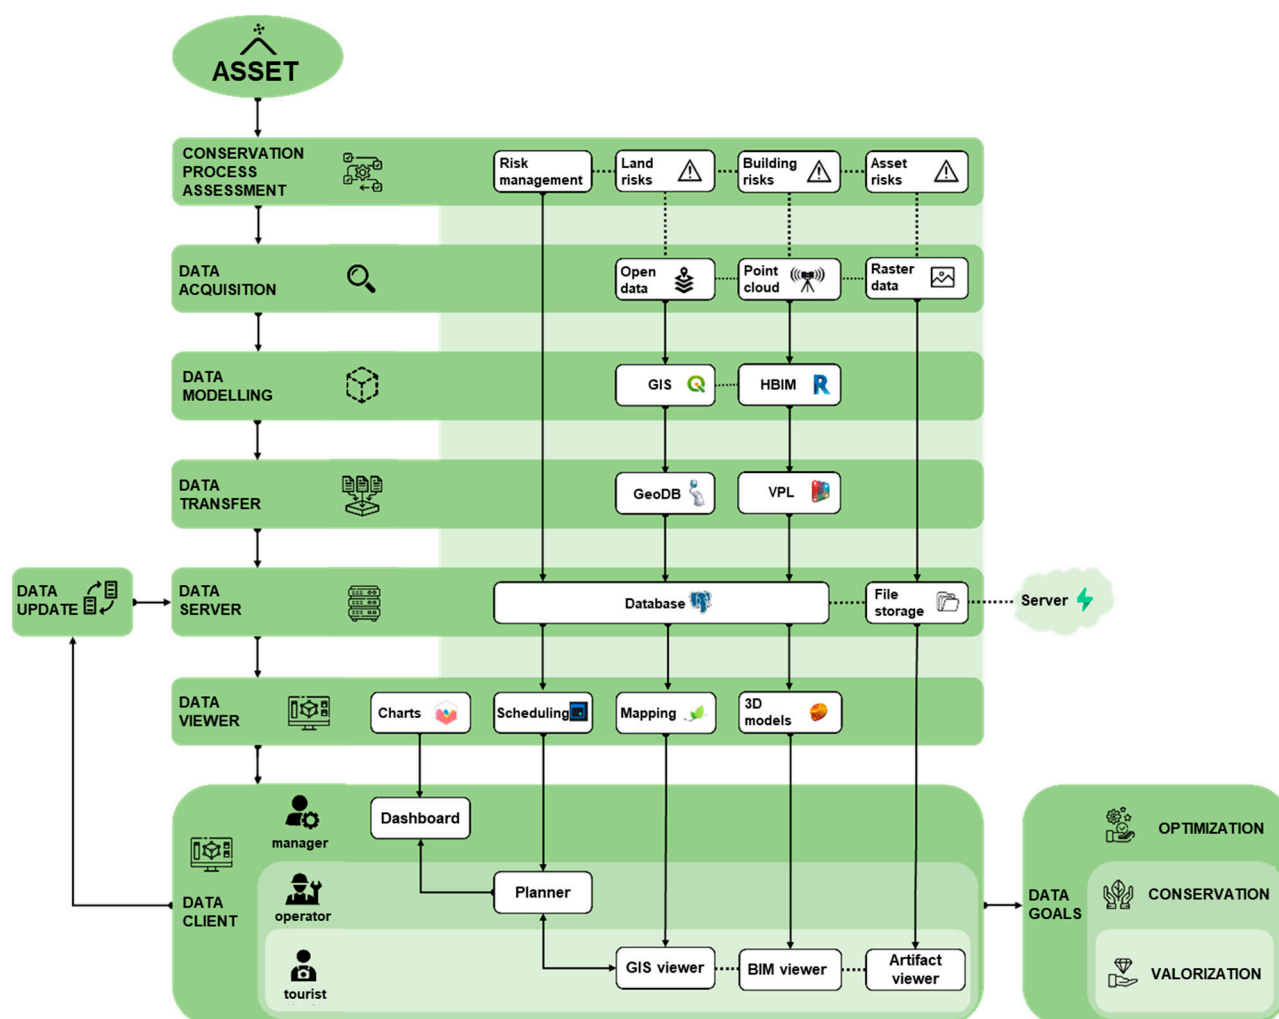 ASSET
CONSERVATION
PROCESS
ASSESSMENT
Risk
management
Land
risks
Building
risks
Asset
risks
DATA
ACQUISITION
Open
data
Point
cloud
Raster
data
DATA
MODELLING
GIS
HBIM
DATA
TRANSFER
GeoDB
VPL
DATA
UPDATE
DATA
SERVER
Database
File
storage
Server
DATA
VIEWER
Charts
Scheduling
Mapping
3D
models
DATA
CLIENT
manager
Dashboard
operator
Planner
tourist
GIS viewer
BIM viewer
Artifact
viewer
DATA
GOALS
OPTIMIZATION
CONSERVATION
VALORIZATION